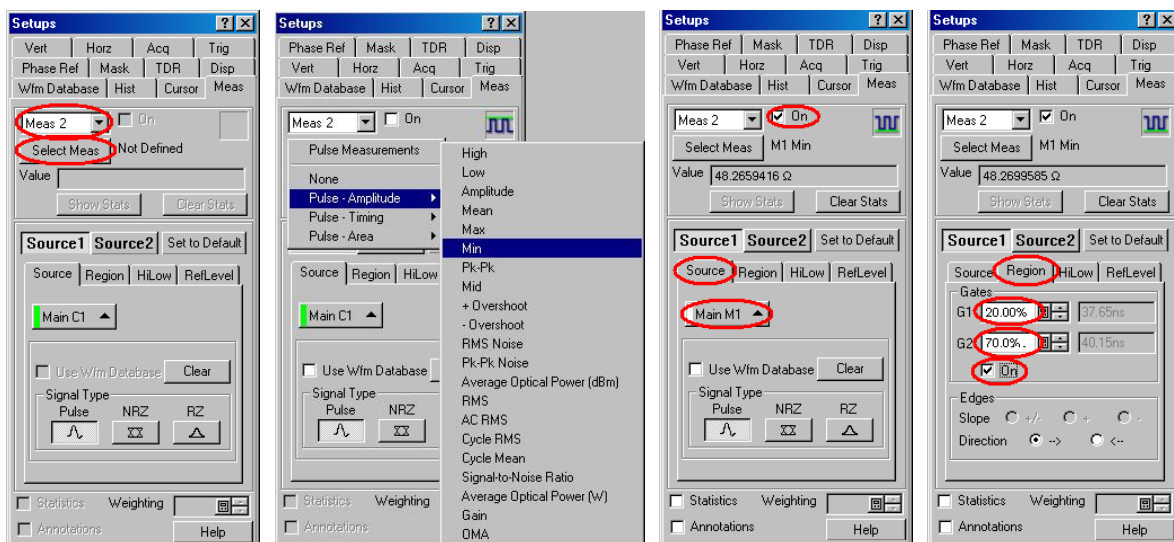 Setups
Vert Horz Acq Trig
Phase Ref Mask TDR Disp
Wfm Database Hist Cursor Meas
Meas 2 On
Select Meas Not Defined
Value
Show Stats Clear Stats
Source1 Source2 Set to Default
Source Region HiLow RefLevel
Main C1
Use Wfm Database Clear
Signal Type
Pulse NRZ RZ
Statistics Weighting
Annotations Help
Setups
Phase Ref Mask TDR Disp
Vert Horz Acq Trig
Wfm Database Hist Cursor Meas
Meas 2 On
Pulse Measurements
None
Pulse - Amplitude
Pulse - Timing
Pulse - Area
High
Low
Amplitude
Mean
Max
Min
Pk-Pk
Mid
+ Overshoot
- Overshoot
RMS Noise
Pk-Pk Noise
Average Optical Power (dBm)
RMS
AC RMS
Cycle RMS
Cycle Mean
Signal-to-Noise Ratio
Average Optical Power (W)
Gain
OMA
Source Region HiLow
Main C1
Use Wfm Database
Signal Type
Pulse NRZ
Statistics Weighting
Annotations
Setups
Phase Ref Mask TDR Disp
Vert Horz Acq Trig
Wfm Database Hist Cursor Meas
Meas 2 On
Select Meas M1 Min
Value 48.2659416 Ω
Show Stats Clear Stats
Source1 Source2 Set to Default
Source Region HiLow RefLevel
Main M1
Use Wfm Database Clear
Signal Type
Pulse NRZ RZ
Statistics Weighting
Annotations Help
Setups
Phase Ref Mask TDR Disp
Vert Horz Acq Trig
Wfm Database Hist Cursor Meas
Meas 2 On
Select Meas M1 Min
Value 48.2699585 Ω
Show Stats Clear Stats
Source1 Source2 Set to Default
Source Region HiLow RefLevel
Gates
G1 20.00% 37.65ns
G2 70.0%. 40.15ns
On
Edges
Slope +/- + -
Direction --> <--
Statistics Weighting
Annotations Help